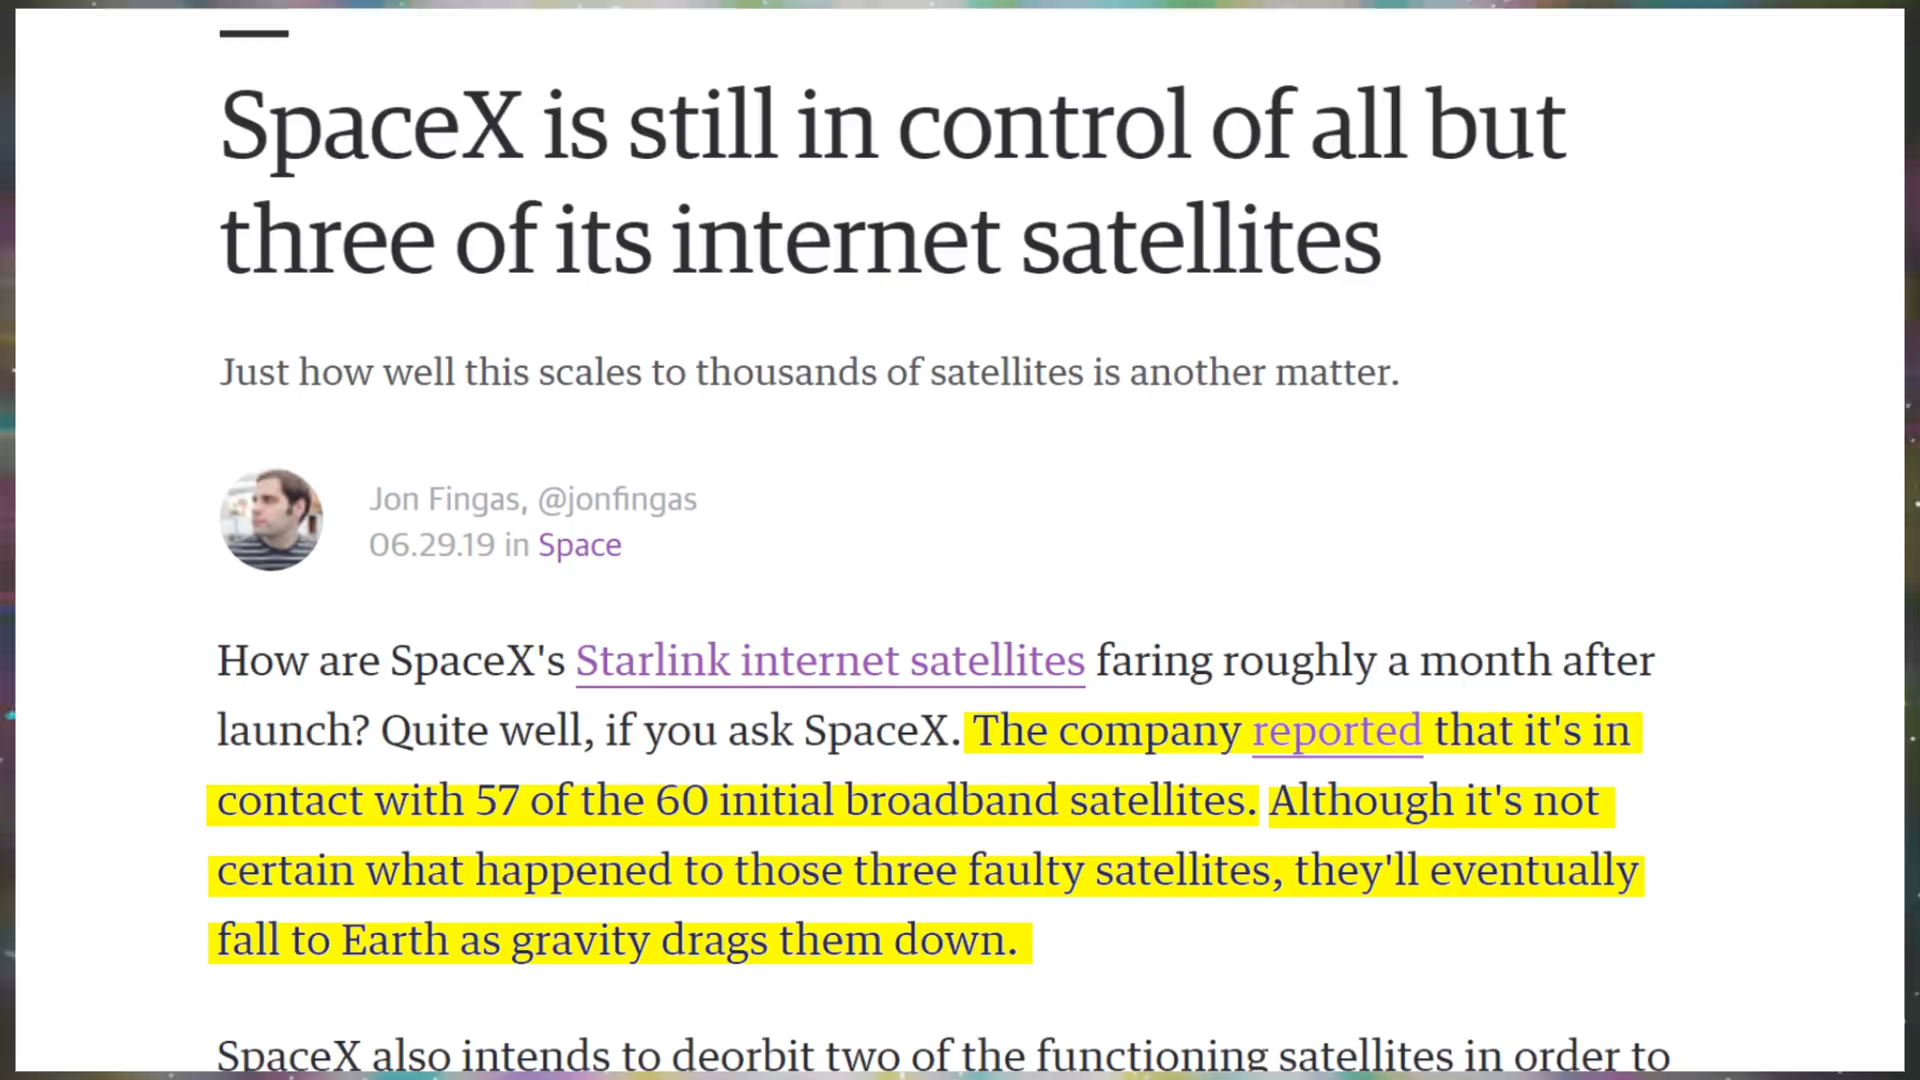 SpaceX is still in control of all but
three of its internet satellites
Just how well this scales to thousands of satellites is another matter.
Jon Fingas, @jonfingas
06.29.19 in Space
How are SpaceX's Starlink internet satellites faring roughly a month after
launch? Quite well, if you ask SpaceX. The company reported that it's in
contact with 57 of the 60 initial broadband satellites. Although it's not
certain what happened to those three faulty satellites, they'll eventually
fall to Earth as gravity drags them down.
SpaceX also intends to deorbit two of the functioning satellites in order to